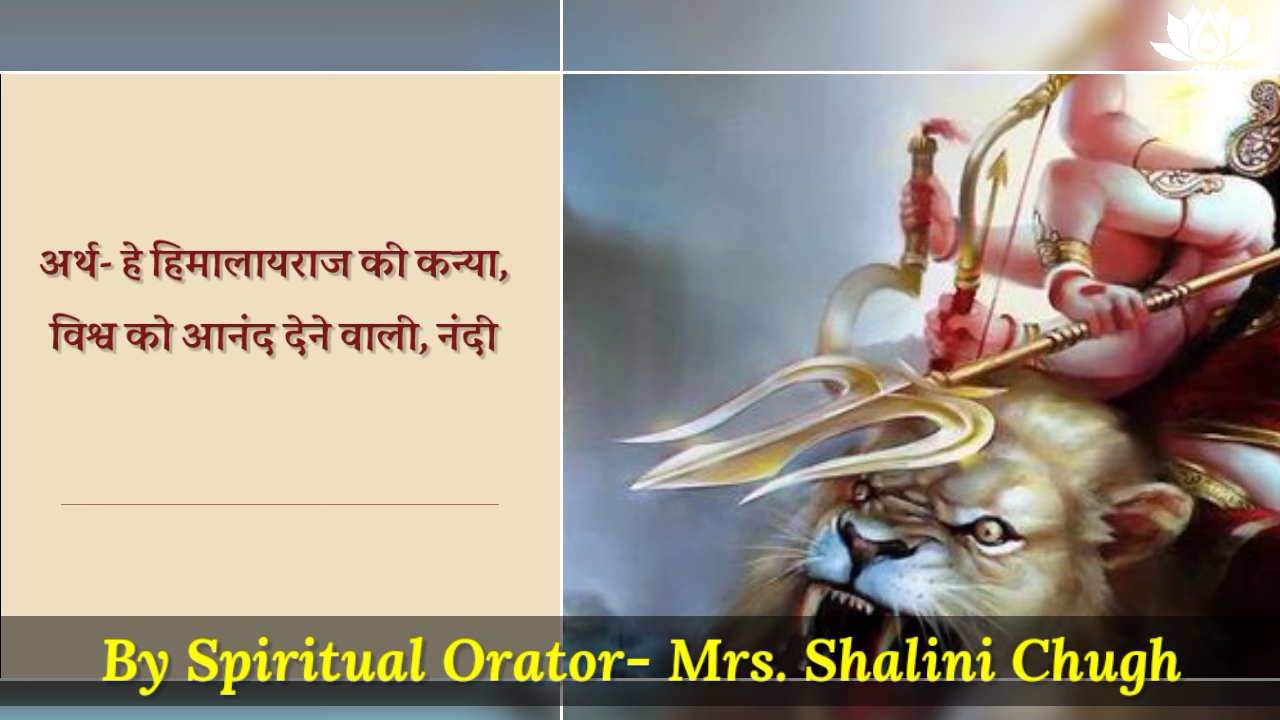 अर्थ- हे हिमालायराज की कन्या,
विश्व को आनंद देने वाली, नंदी
By Spiritual Orator- Mrs. Shalini Chugh